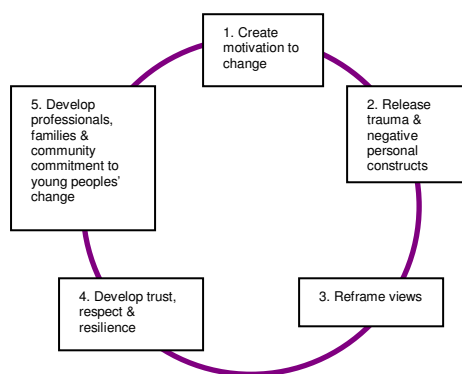 1. Create
motivation to
change
2. Release
trauma &
negative
personal
constructs
3. Reframe views
4. Develop trust,
respect &
resilience
5. Develop
professionals,
families &
community
commitment to
young peoples'
change